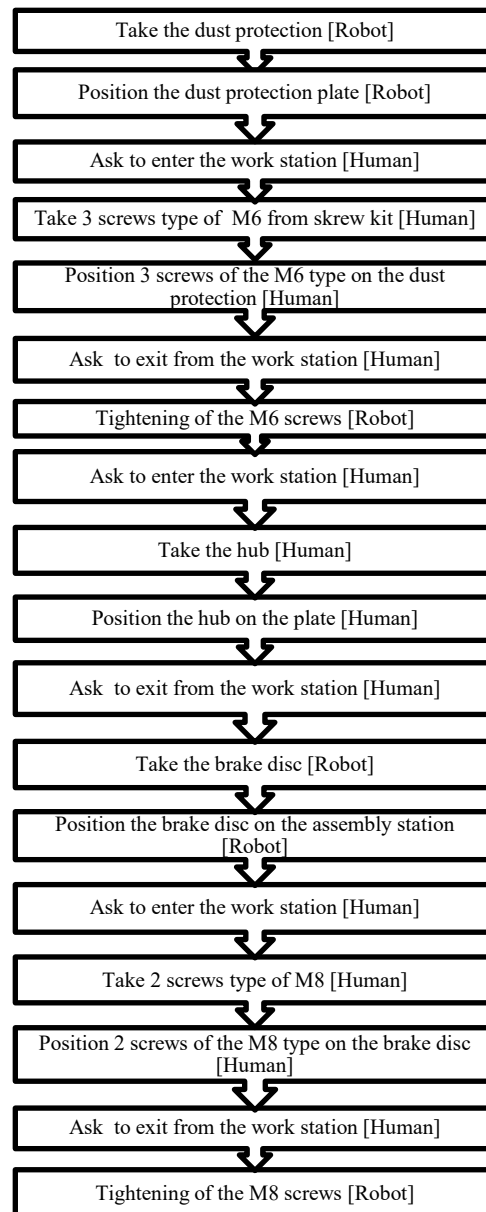 Take the dust protection [Robot]
Position the dust protection plate [Robot]
Ask to enter the work station [Human]
Take 3 screws type of  M6 from skrew kit [Human]
Position 3 screws of the M6 type on the dust
protection [Human]
Ask  to exit from the work station [Human]
Tightening of the M6 screws [Robot]
Ask to enter the work station [Human]
Take the hub [Human]
Position the hub on the plate [Human]
Ask  to exit from the work station [Human]
Take the brake disc [Robot]
Position the brake disc on the assembly station
[Robot]
Ask to enter the work station [Human]
Take 2 screws type of M8 [Human]
Position 2 screws of the M8 type on the brake disc
[Human]
Ask  to exit from the work station [Human]
Tightening of the M8 screws [Robot]